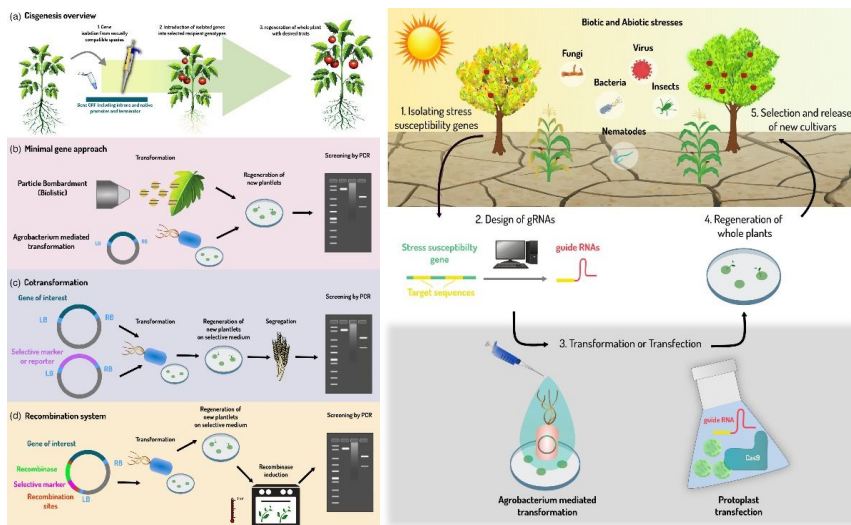 (a) Cisgenesis overview
1. Gene
isolation from sexually
compatible species
2. Introduction of isolated genes
into selected recipient genotypes
3. regeneration of whole plant
with desired traits
Gene ORF including introns and native
promoter and terminator
(b) Minimal gene approach
Transformation
Particle Bombardment
(Biolistic)
Regeneration of
new plantlets
Screening by PCR
Agrobacterium mediated
transformation
LB
RB
(c) Cotransformation
Gene of interest
LB
RB
Selective marker
or reporter
LB
RB
Transformation
Regeneration of
new plantlets
on selective medium
Segregation
Screening by PCR
(d) Recombination system
Gene of interest
RB
Recombinase
Selective marker
Recombination
sites
LB
Transformation
Regeneration of
new plantlets
on selective medium
Recombinase
induction
Screening by PCR
Biotic and Abiotic stresses
Fungi
Virus
Bacteria
Insects
Nematodes
1. Isolating stress
susceptibility genes
5. Selection and release
of new cultivars
2. Design of gRNAs
Stress susceptibilty
gene
guide RNAs
Target sequences
4. Regeneration of
whole plants
3. Transformation or Transfection
guide RNA
Cas9
Agrobacterium mediated
transformation
Protoplast
transfection